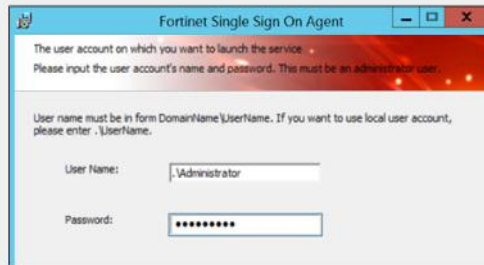 Fortinet Single Sign On Agent
The user account on which you want to launch the service .
Please input the user account's name and password. This must be an administrator user.
User name must be in form DomainName\UserName. If you want to use local user account,
please enter .\UserName.
User Name: .\Administrator
Password: •••••••••